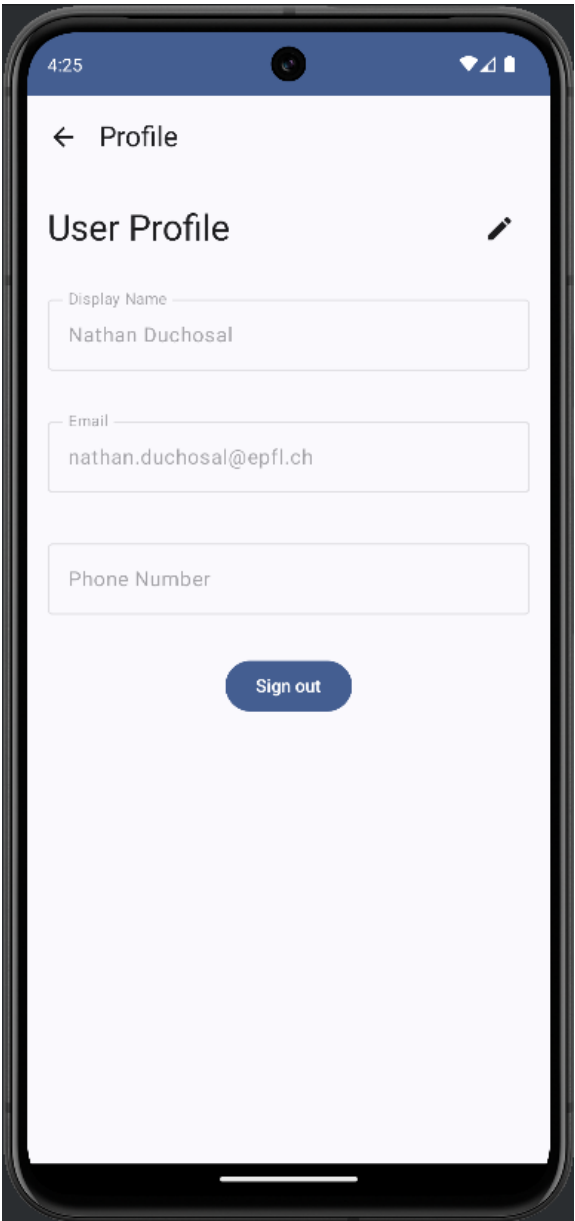 4:25
Profile
User Profile
Display Name
Nathan Duchosal
Email
nathan.duchosal@epfl.ch
Phone Number
Sign out